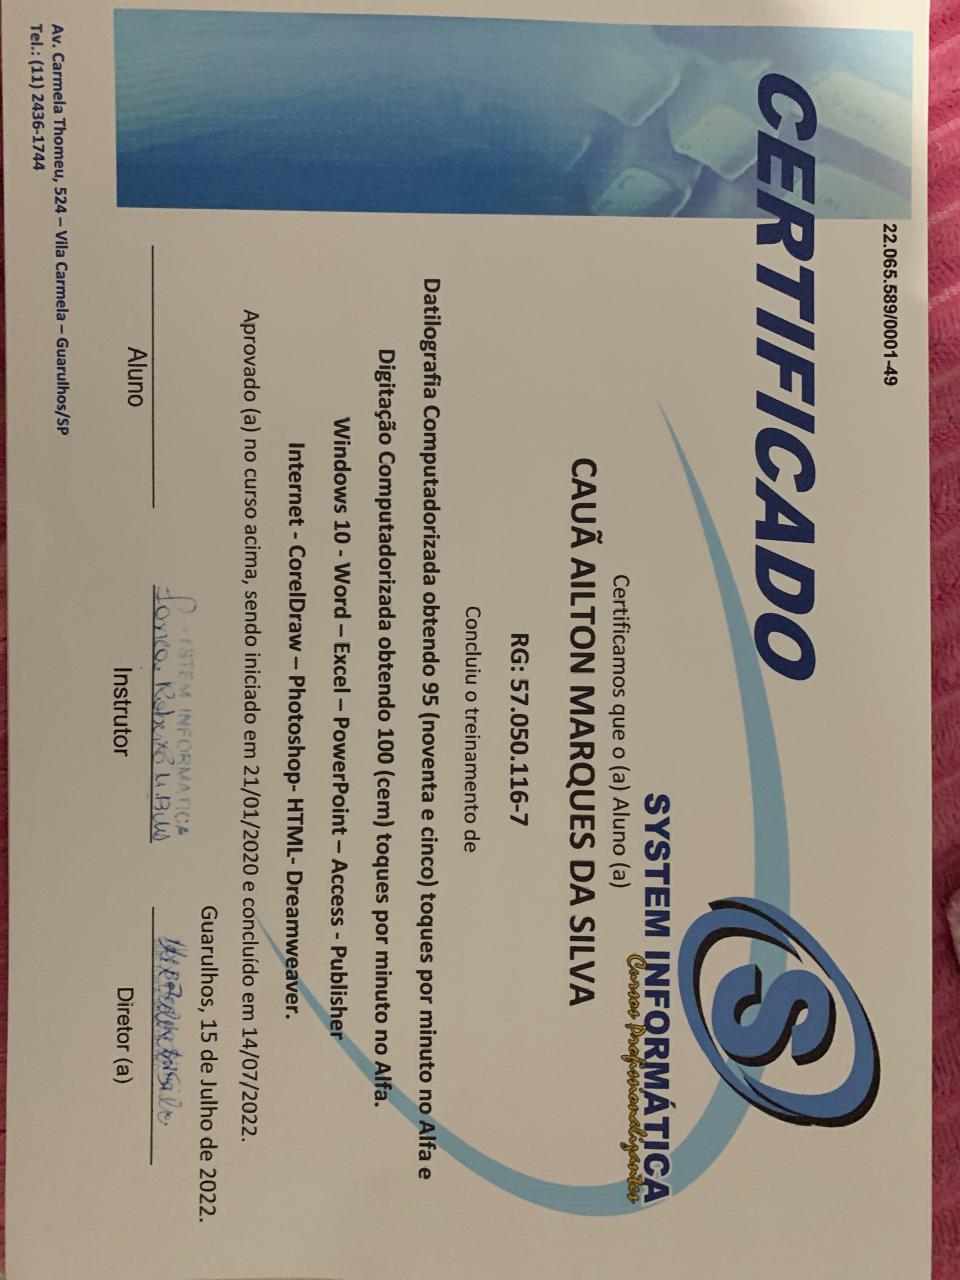 22.065.589/0001-49
CERTIFICADO
S
SYSTEM INFORMÁTICA
Cursos Profissionalizantes
Certificamos que o (a) Aluno (a)
CAUÃ AILTON MARQUES DA SILVA
RG: 57.050.116-7
Concluiu o treinamento de
Datilografia Computadorizada obtendo 95 (noventa e cinco) toques por minuto no Alfa e
Digitação Computadorizada obtendo 100 (cem) toques por minuto no Alfa.
Windows 10 - Word – Excel – PowerPoint – Access - Publisher
Internet - CorelDraw – Photoshop- HTML- Dreamweaver.
Aprovado (a) no curso acima, sendo iniciado em 21/01/2020 e concluído em 14/07/2022.
Guarulhos, 15 de Julho de 2022.
SYSTEM INFORMATICA
Aluno
Instrutor
Diretor (a)
Av. Carmela Thomeu, 524 – Vila Carmela – Guarulhos/SP
Tel.: (11) 2436-1744